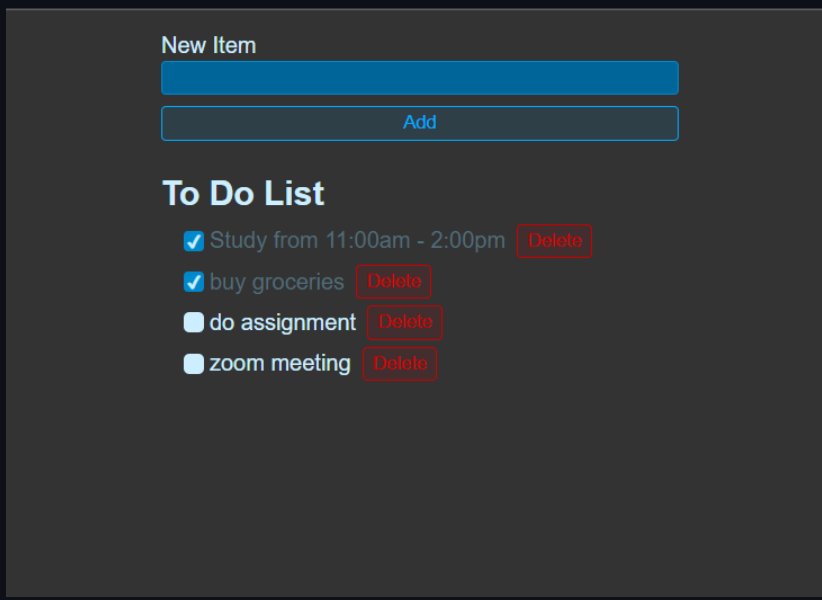 New Item
Add
To Do List
Study from 11:00am - 2:00pm Delete
buy groceries Delete
do assignment Delete
zoom meeting Delete